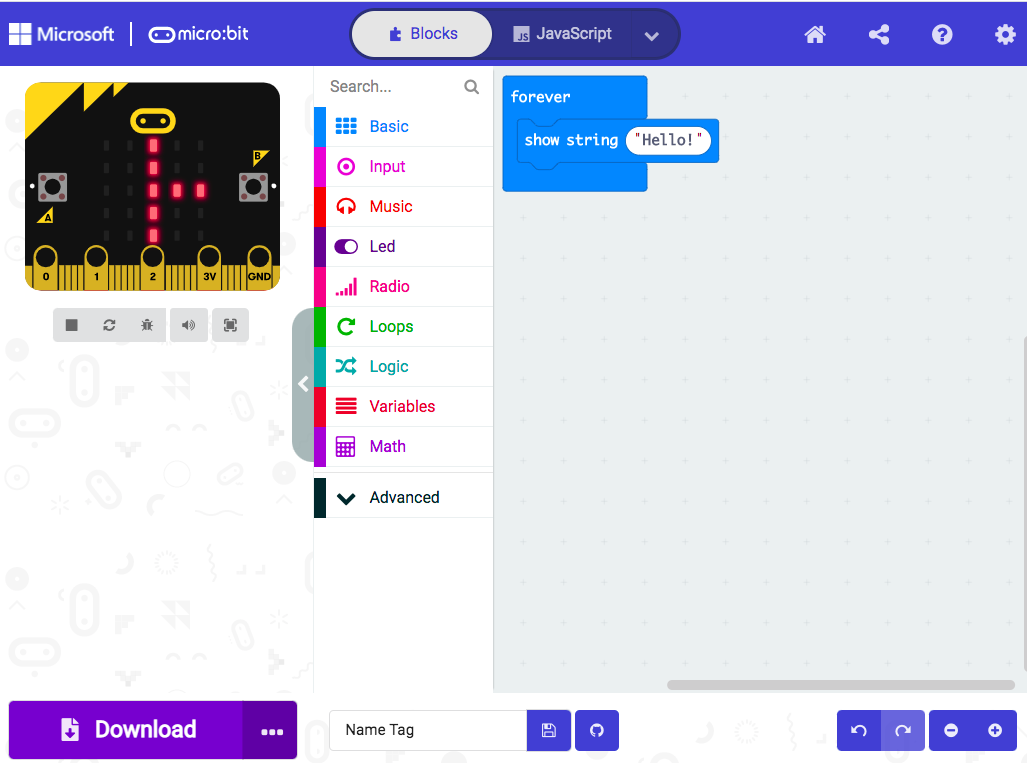 Microsoft | micro:bit
Blocks
JS JavaScript
B
A
0 1 2 3V GND
Search...
Basic
Input
Music
Led
Radio
Loops
Logic
Variables
Math
Advanced
forever
show string "Hello!"
Download
Name Tag